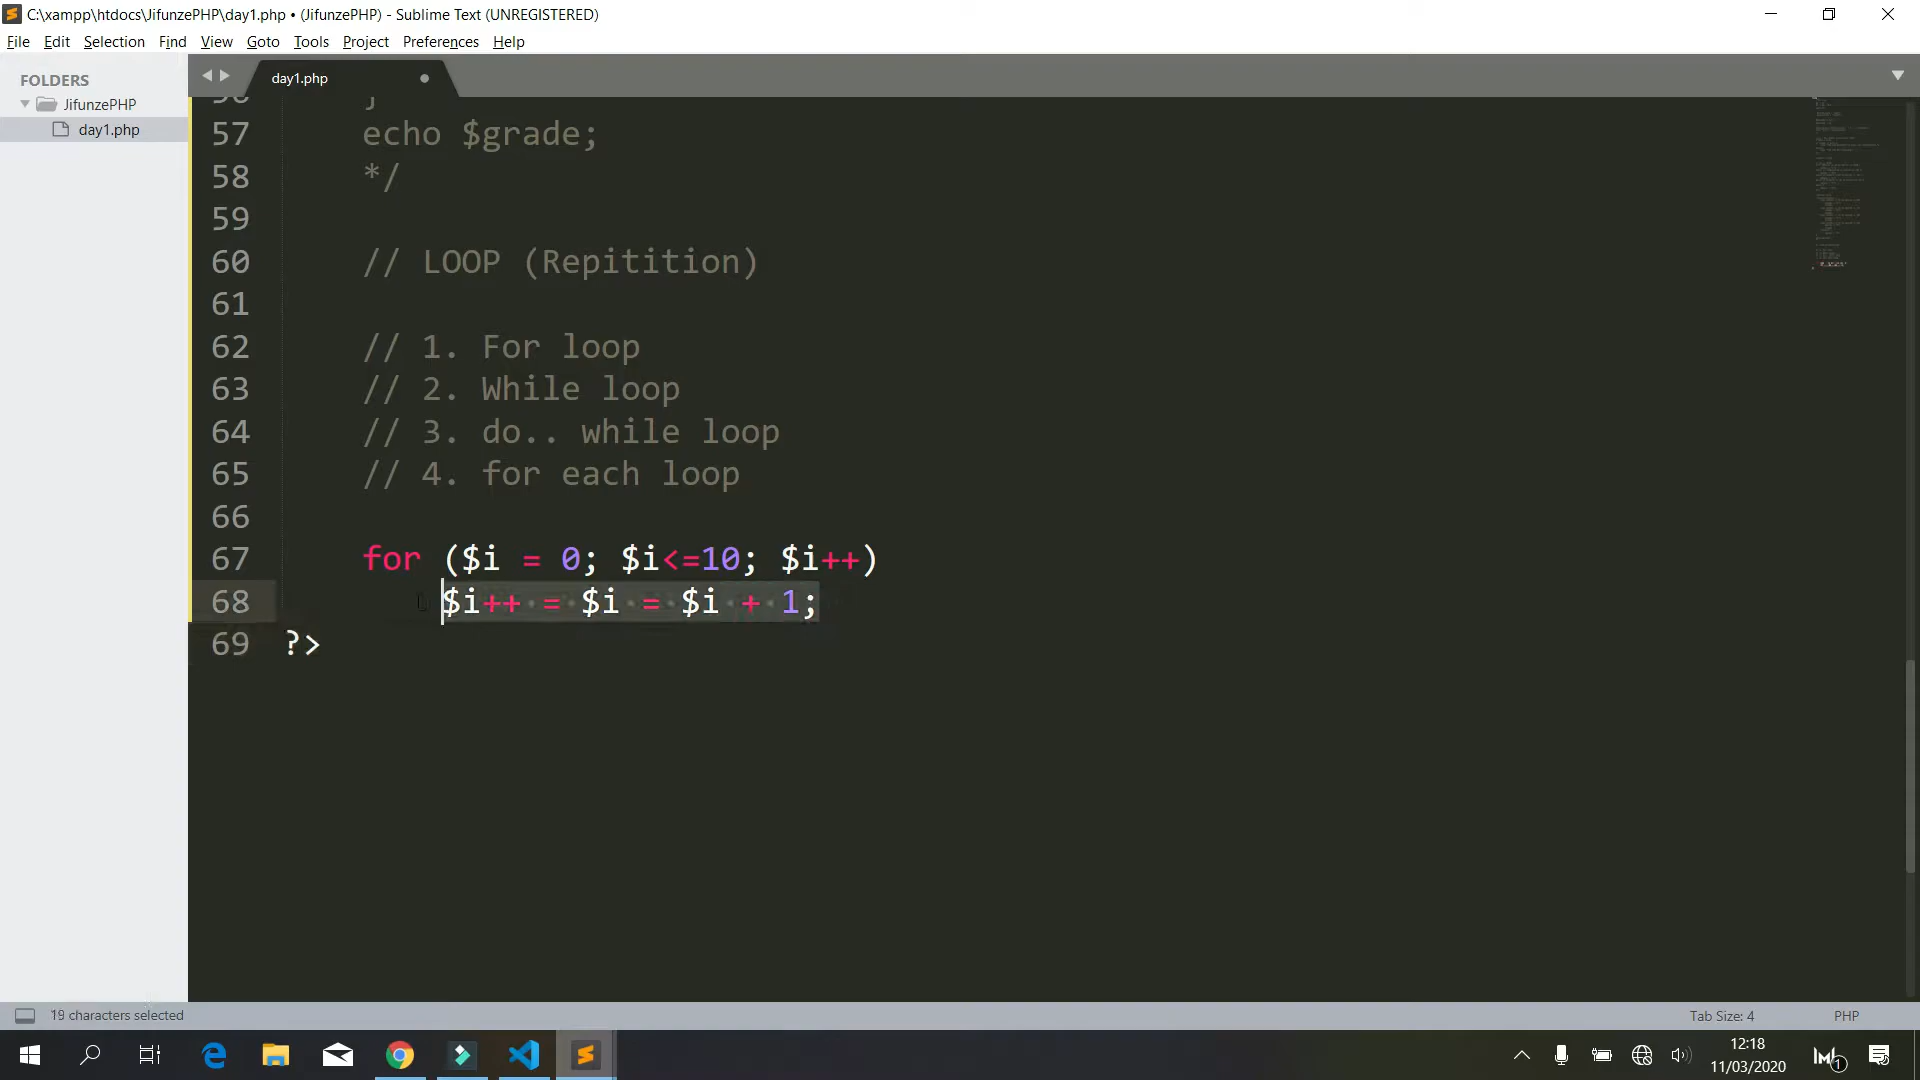 C:\xampp\htdocs\JifunzePHP\day1.php • (JifunzePHP) - Sublime Text (UNREGISTERED)
File Edit Selection Find View Goto Tools Project Preferences Help
FOLDERS
JifunzePHP
day1.php
day1.php
56 }
57 echo $grade;
58 */
59
60 // LOOP (Repitition)
61
62 // 1. For loop
63 // 2. While loop
64 // 3. do.. while loop
65 // 4. for each loop
66
67 for ($i = 0; $i<=10; $i++)
68 $i++ = $i = $i + 1;
69 ?>
19 characters selected
Tab Size: 4
PHP
12:18
11/03/2020
1